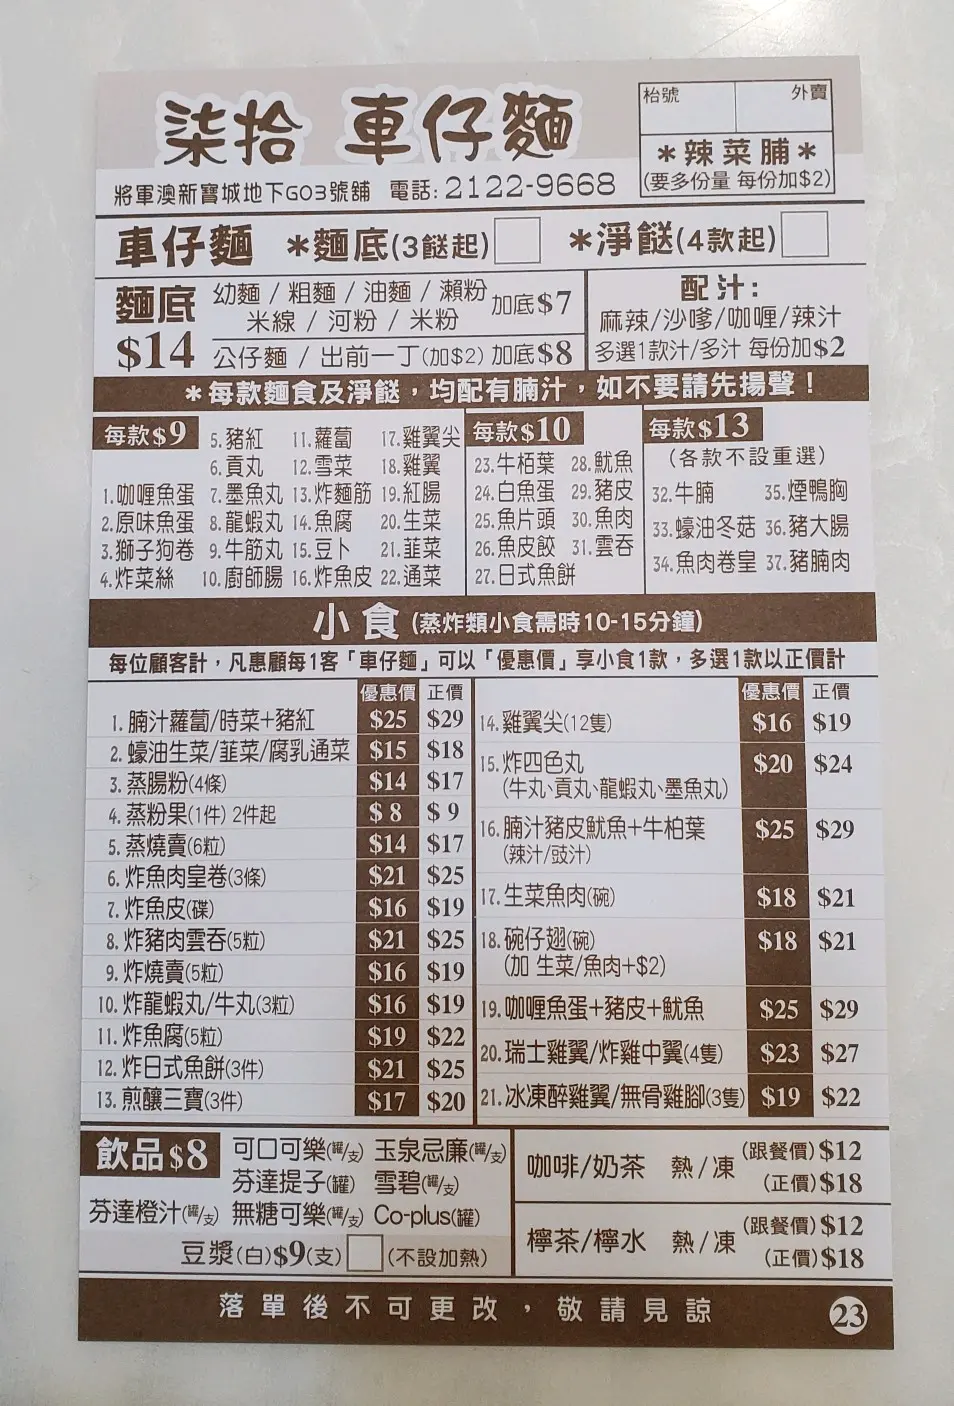 柒拾 車仔麵
枱號 外賣
＊辣菜脯＊
(要多份量 每份加$2)
將軍澳新寶城地下G03號舖 電話: 2122-9668
車仔麵 ＊麵底(3餸起) ＊淨餸(4款起)
麵底 $14
幼麵 / 粗麵 / 油麵 / 瀨粉
米線 / 河粉 / 米粉
加底$7
公仔麵 / 出前一丁(加$2) 加底$8
配汁:
麻辣/沙嗲/咖喱/辣汁
多選1款汁/多汁 每份加$2
＊每款麵食及淨餸，均配有腩汁，如不要請先揚聲！
每款$9
1.咖喱魚蛋
2.原味魚蛋
3.獅子狗卷
4.炸菜絲
5.豬紅
6.貢丸
7.墨魚丸
8.龍蝦丸
9.牛筋丸
10.廚師腸
11.蘿蔔
12.雪菜
13.炸麵筋
14.魚腐
15.豆卜
16.炸魚皮
17.雞翼尖
18.雞翼
19.紅腸
20.生菜
21.韮菜
22.通菜
每款$10
23.牛栢葉
24.白魚蛋
25.魚片頭
26.魚皮餃
27.日式魚餅
28.魷魚
29.豬皮
30.魚肉
31.雲吞
每款$13
(各款不設重選)
32.牛腩
33.蠔油冬菇
34.魚肉卷皇
35.煙鴨胸
36.豬大腸
37.豬腩肉
小食 (蒸炸類小食需時10-15分鐘)
每位顧客計，凡惠顧每1客「車仔麵」可以「優惠價」享小食1款，多選1款以正價計
優惠價 正價
1. 腩汁蘿蔔/時菜+豬紅 $25 $29
2. 蠔油生菜/韮菜/腐乳通菜 $15 $18
3. 蒸腸粉(4條) $14 $17
4. 蒸粉果(1件) 2件起 $8 $9
5. 蒸燒賣(6粒) $14 $17
6. 炸魚肉皇卷(3條) $21 $25
7. 炸魚皮(碟) $16 $19
8. 炸豬肉雲吞(5粒) $21 $25
9. 炸燒賣(5粒) $16 $19
10. 炸龍蝦丸/牛丸(3粒) $16 $19
11. 炸魚腐(5粒) $19 $22
12. 炸日式魚餅(3件) $21 $25
13. 煎釀三寶(3件) $17 $20
優惠價 正價
14.雞翼尖(12隻) $16 $19
15.炸四色丸 $20 $24
(牛丸、貢丸、龍蝦丸、墨魚丸)
16.腩汁豬皮魷魚+牛柏葉 $25 $29
(辣汁/豉汁)
17.生菜魚肉(碗) $18 $21
18.碗仔翅(碗) $18 $21
(加 生菜/魚肉+$2)
19.咖喱魚蛋+豬皮+魷魚 $25 $29
20.瑞士雞翼/炸雞中翼(4隻) $23 $27
21.冰凍醉雞翼/無骨雞腳(3隻) $19 $22
飲品$8 可口可樂(罐/支) 玉泉忌廉(罐/支)
芬達提子(罐) 雪碧(罐/支)
芬達橙汁(罐/支) 無糖可樂(罐/支) Co-plus(罐)
豆漿(白)$9(支) (不設加熱)
咖啡/奶茶 熱/凍 (跟餐價)$12
(正價)$18
檸茶/檸水 熱/凍 (跟餐價)$12
(正價)$18
落單後不可更改，敬請見諒
23